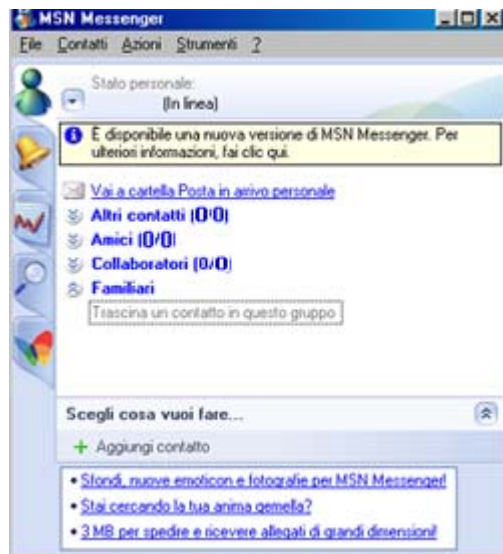 MSN Messenger
File Contatti Azioni Strumenti ?
Stato personale:
(In linea)
È disponibile una nuova versione di MSN Messenger. Per
ulteriori informazioni, fai clic qui.
Vai a cartella Posta in arrivo personale
Altri contatti (0/0)
Amici (0/0)
Collaboratori (0/0)
Familiari
Trascina un contatto in questo gruppo
Scegli cosa vuoi fare...
+ Aggiungi contatto
• Sfondi, nuove emoticon e fotografie per MSN Messenger!
• Stai cercando la tua anima gemella?
• 3 MB per spedire e ricevere allegati di grandi dimensioni!